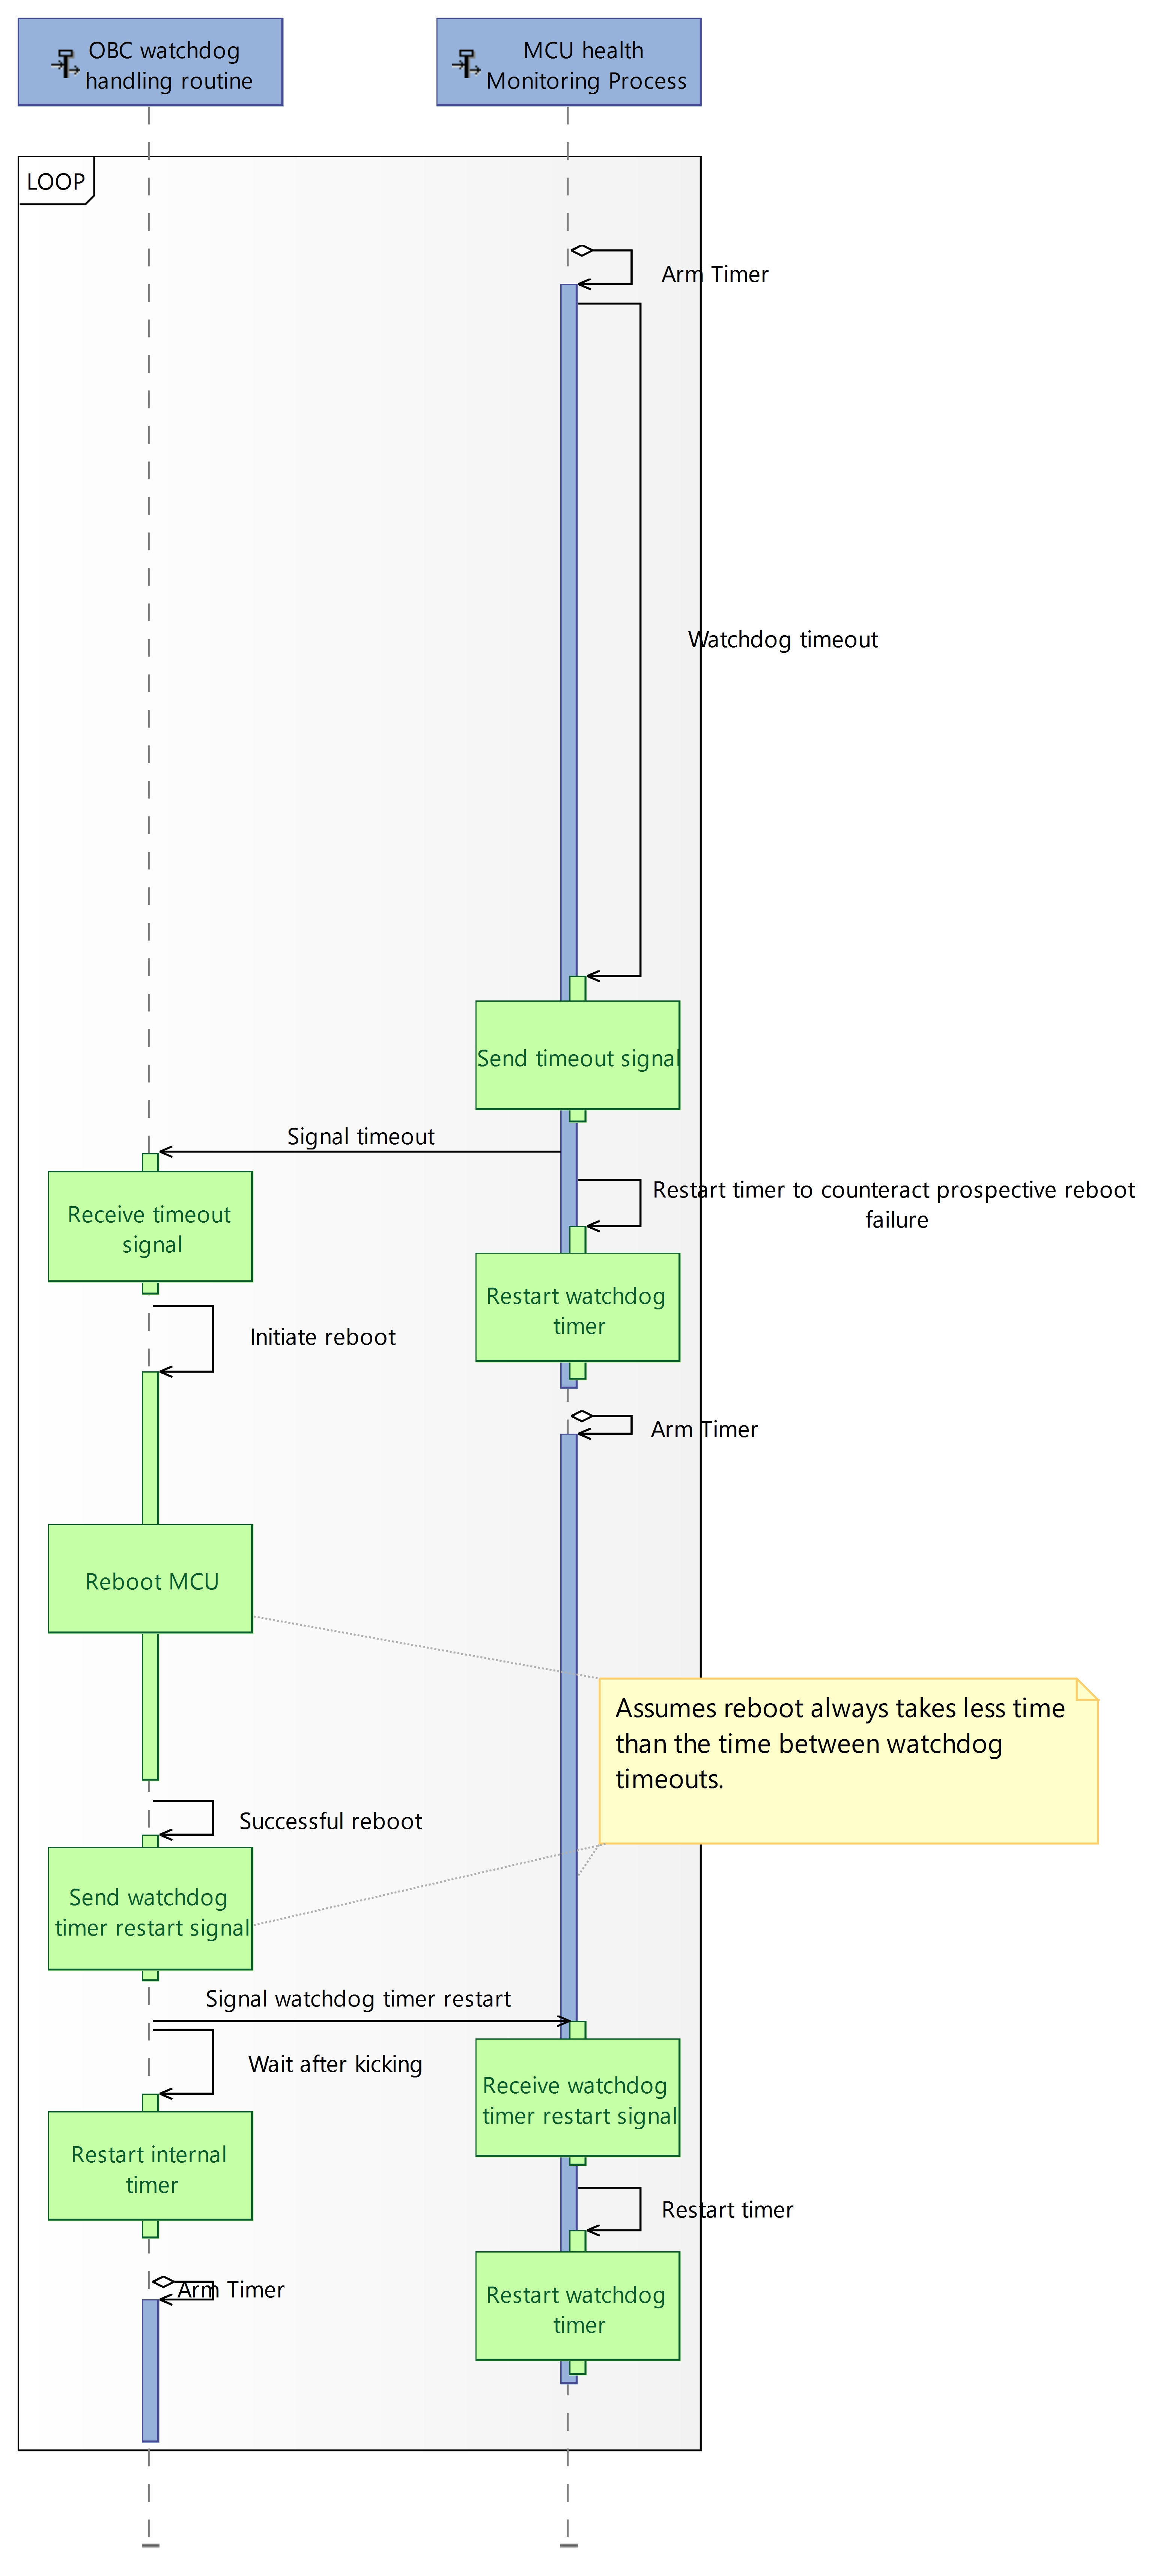 OBC watchdog
handling routine
MCU health
Monitoring Process
LOOP
Arm Timer
Watchdog timeout
Send timeout signal
Signal timeout
Receive timeout
signal
Restart timer to counteract prospective reboot
failure
Restart watchdog
timer
Initiate reboot
Arm Timer
Reboot MCU
Assumes reboot always takes less time
than the time between watchdog
timeouts.
Successful reboot
Send watchdog
timer restart signal
Signal watchdog timer restart
Wait after kicking
Receive watchdog
timer restart signal
Restart internal
timer
Restart timer
Arm Timer
Restart watchdog
timer